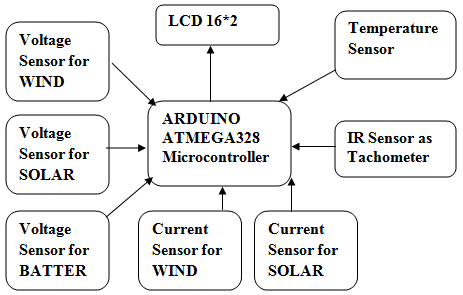 LCD 16*2
Voltage
Sensor for
WIND
Temperature
Sensor
ARDUINO
ATMEGA328
Microcontroller
Voltage
Sensor for
SOLAR
IR Sensor as
Tachometer
Voltage
Sensor for
BATTER
Current
Sensor for
WIND
Current
Sensor for
SOLAR